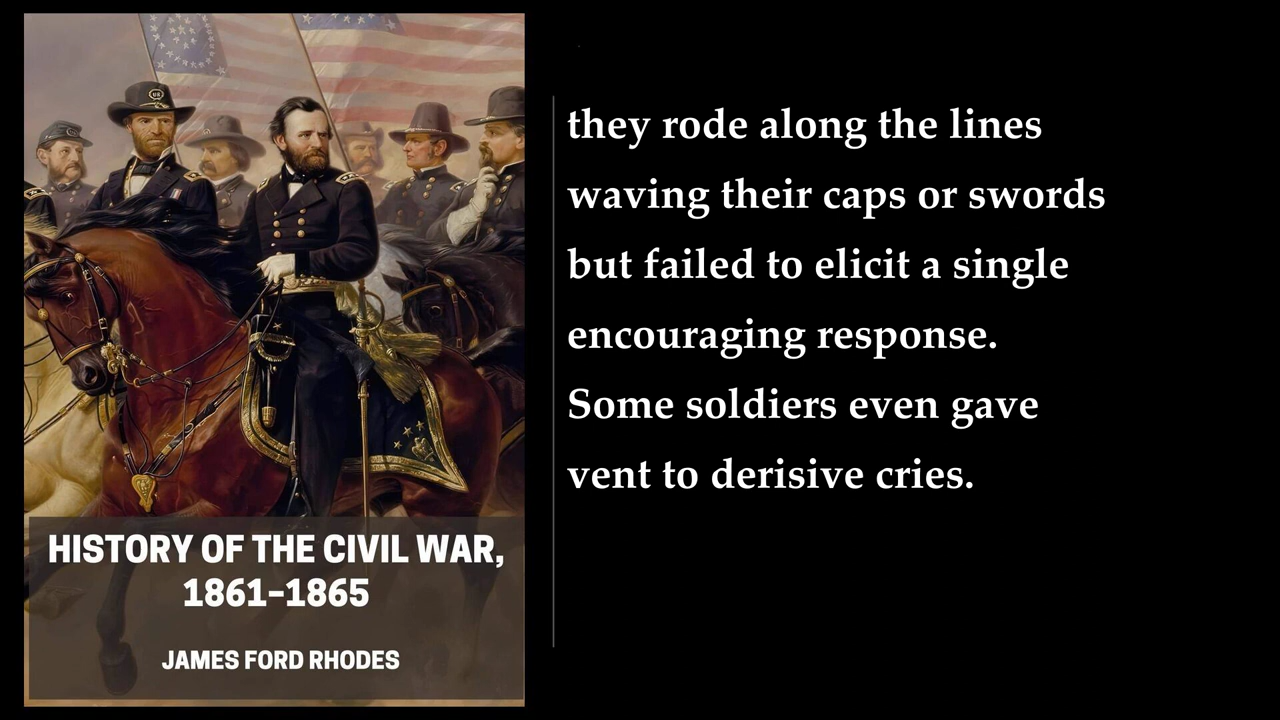 HISTORY OF THE CIVIL WAR,
1861–1865
JAMES FORD RHODES
they rode along the lines
waving their caps or swords
but failed to elicit a single
encouraging response.
Some soldiers even gave
vent to derisive cries.